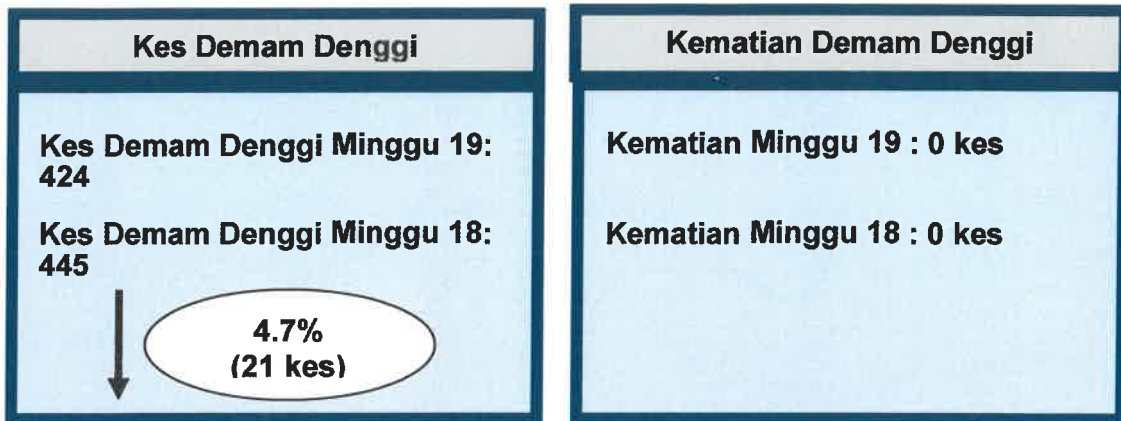 Kes Demam Denggi
Kes Demam Denggi Minggu 19:
424
Kes Demam Denggi Minggu 18:
445
4.7%
(21 kes)
Kematian Demam Denggi
Kematian Minggu 19 : 0 kes
Kematian Minggu 18 : 0 kes